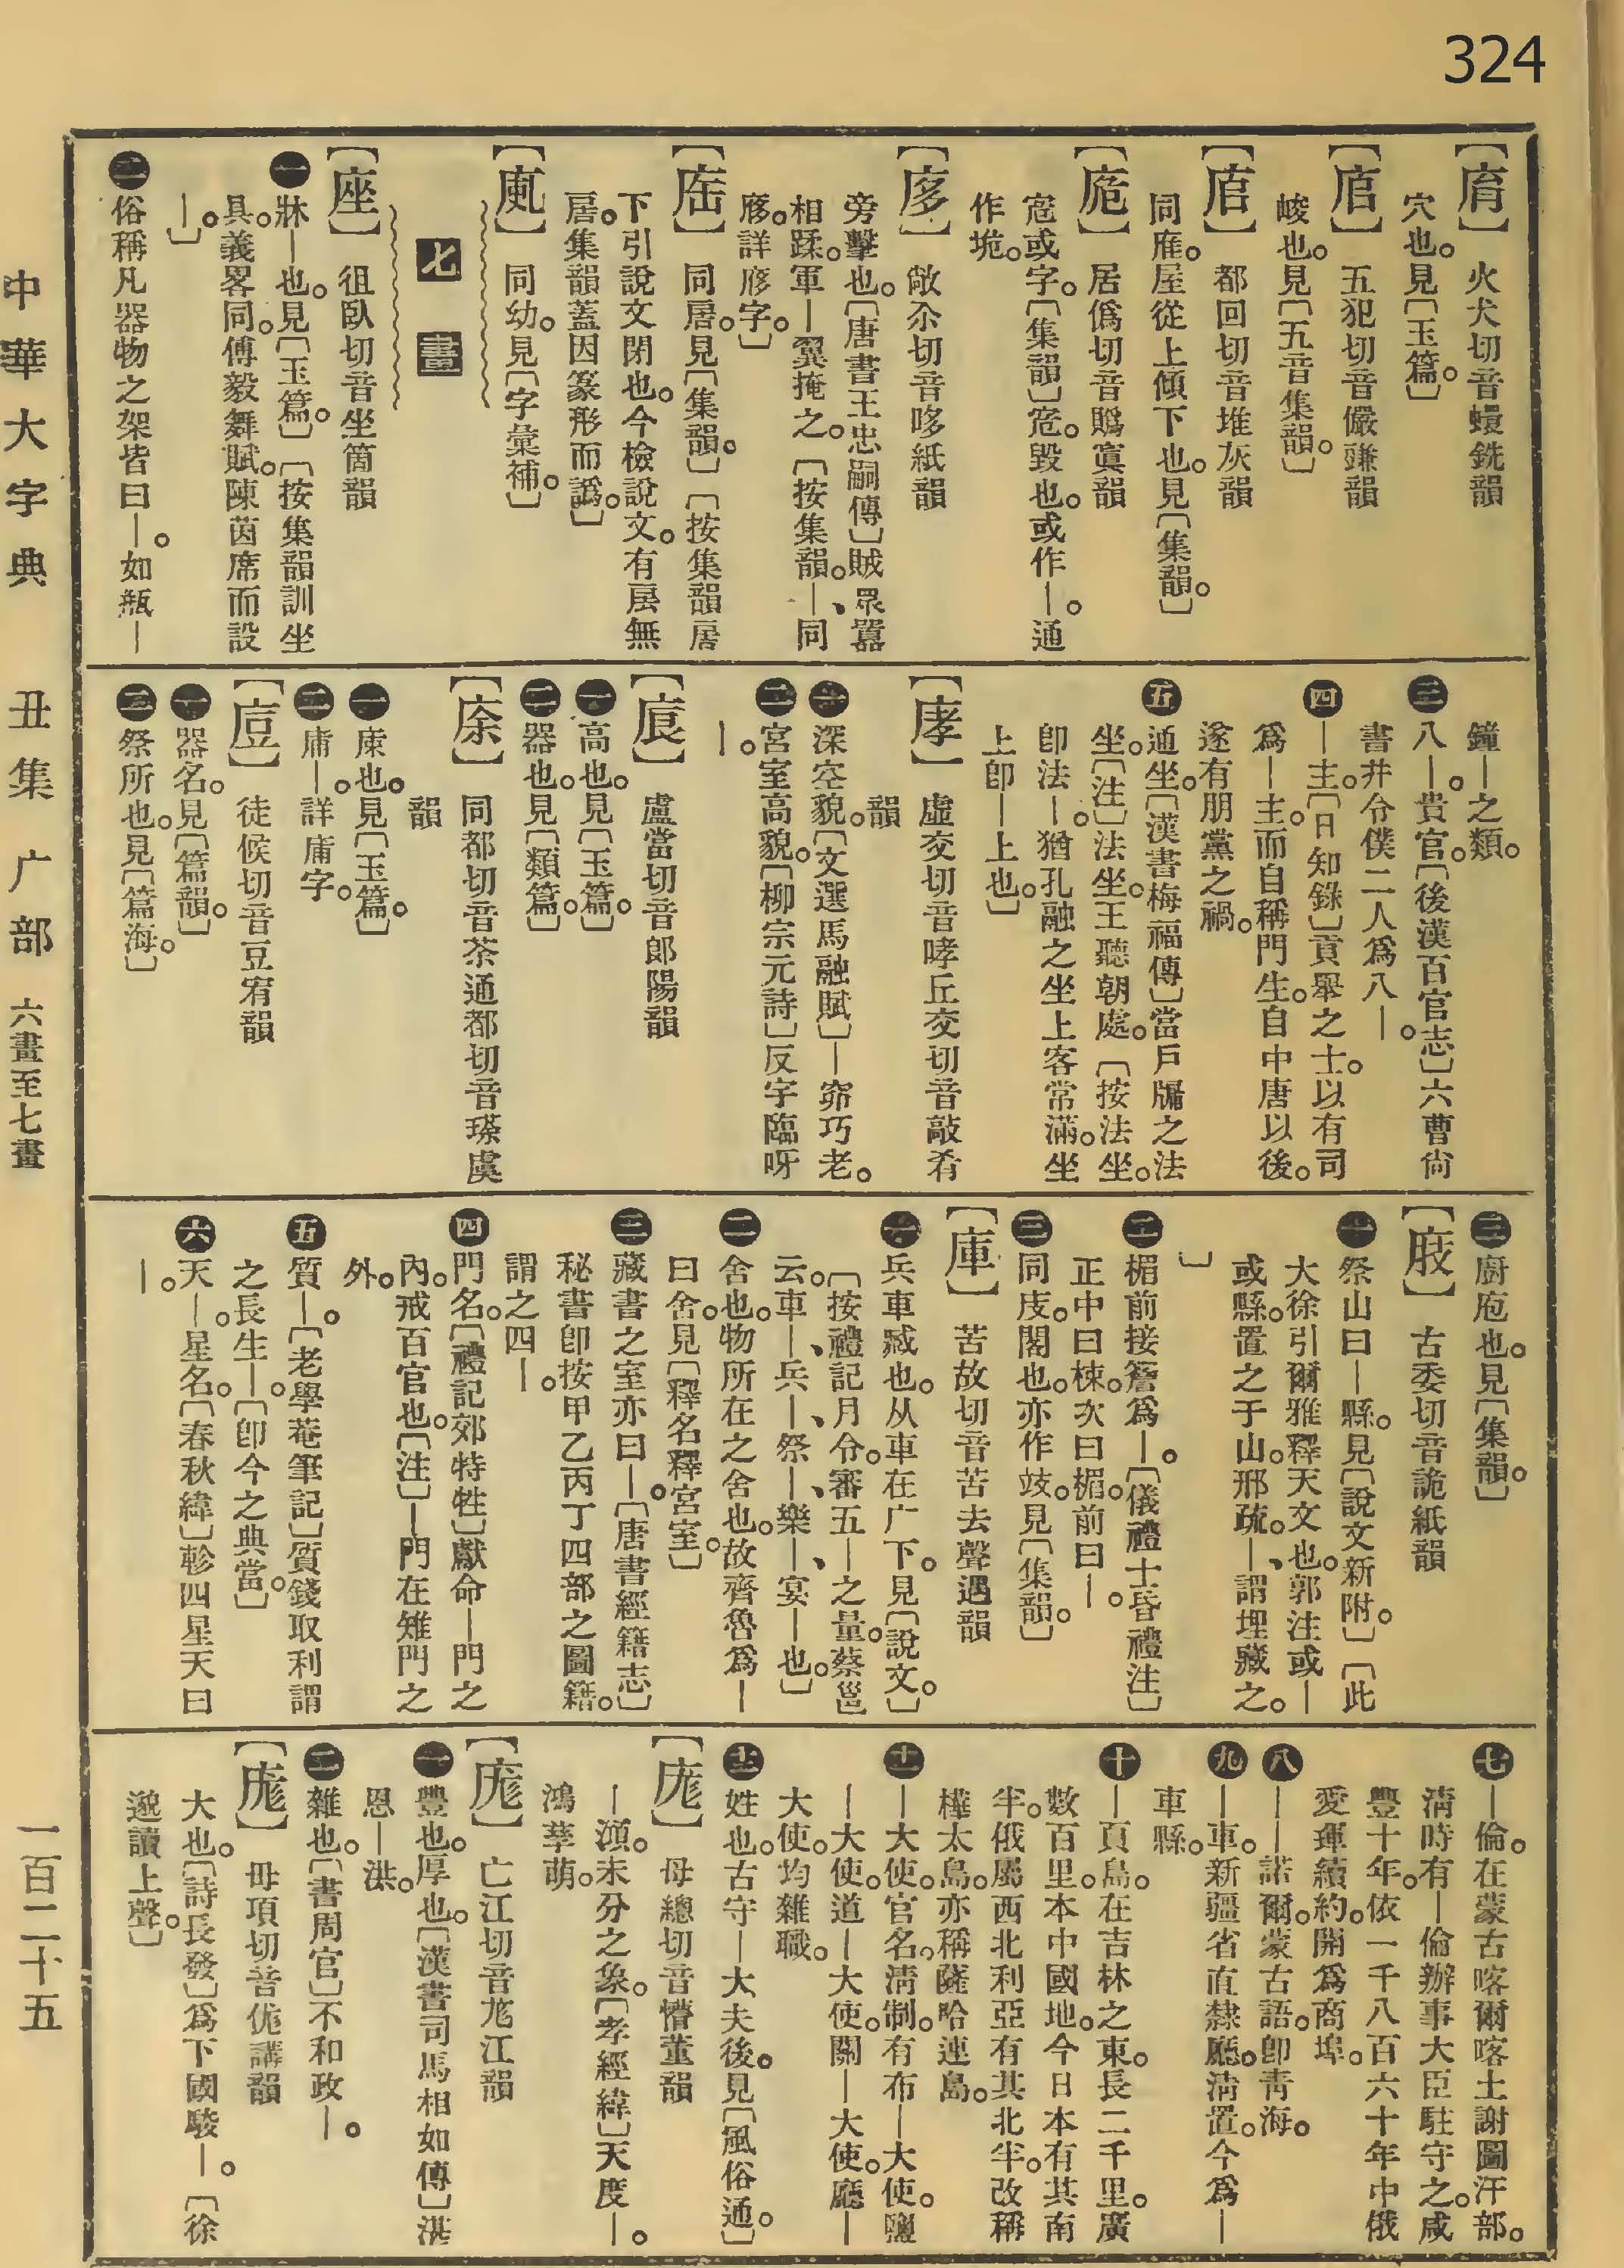 324
火犬切音蠉銑韻
穴也。見〔玉篇。〕
五犯切音儼豏韻
峻也。見〔五音集韻。〕
都回切音堆灰韻
同㢈。屋從上傾下也。見〔集韻。〕
〔庪〕居僞切音賵寘韻
字。〔集韻〕毀也。或作—。通
作垝。
〔㢋〕敞尒切音哆紙韻
旁擊也。〔唐書王忠嗣傳〕賊眾囂
相蹂。軍—翼掩之。〔按集韻。—、同
㢋。詳㢋字。〕
同㞐。見〔集韻。〕〔按集韻㞐
下引說文閉也。今檢說文。有㞐無
㞐。集韻蓋因篆形而譌。〕
同幼。見〔字彙補。〕
七畫
〔座〕徂臥切音坐箇韻
一牀—也。見〔玉篇。〕〔按集韻訓坐
具。義畧同。傅毅舞賦。陳茵席而設
—。〕
二俗稱凡器物之架皆曰—。如瓶—
鐘—之類。
三八—。貴官。〔後漢百官志〕六曹尙
書并令僕二人爲八—。
四—主。〔日知錄〕貢舉之士。以有司
爲—主。而自稱門生。自中唐以後。
遂有朋黨之禍。
五通坐。〔漢書梅福傳〕當戶牖之法
坐。〔注〕法坐。王聽朝處。〔按法坐。
卽法—。猶孔融之坐上客常滿。坐
上卽—上也。〕
〔庨〕虛交切音哮丘交切音敲肴
韻
一深空貌。〔文選馬融賦〕—窌巧老。
二宮室高貌。〔柳宗元詩〕反宇臨呀
—。
〔㢃〕盧當切音郎陽韻
一高也。見〔玉篇。〕
二器也。見〔類篇。〕
〔庩〕同都切音荼通都切音琭虞
韻
一庲也。見〔玉篇。〕
二庯—。詳庯字。
〔㢄〕徒候切音豆宥韻
一器名。見〔篇韻。〕
二祭所也。見〔篇海。〕
三廚庖也。見〔集韻。〕
〔庪〕古委切音詭紙韻
一祭山曰—縣。見〔說文新附。〕〔此
大徐引爾雅釋天文也。郭注或—
或縣。置之于山。邢疏。—、謂埋藏之。
〕
二楣前接簷爲—。〔儀禮士昏禮注〕
正中曰棟。次曰楣。前曰—。
三同庋。閣也。亦作攱。見〔集韻。〕
〔庫〕苦故切音苦去聲遇韻
一兵車臧也。从車在广下。見〔說文。〕
〔按禮記月令。審五—之量。蔡邕
云。車—、兵—、祭—、樂—、宴—也。〕
二舍也。物所在之舍也。故齊魯爲—
曰舍。見〔釋名釋宮室。〕
三藏書之室亦曰—。〔唐書經籍志〕
秘書卽按甲乙丙丁四部之圖籍。
謂之四—。
四門名。〔禮記郊特牲〕獻命—門之
內。戒百官也。〔注〕—門在雉門之
外。
五質—。〔老學菴筆記〕質錢取利謂
之長生—。〔卽今之典當。〕
六天—。星名。〔春秋緯〕軫四星天曰
—。
七—倫。在蒙古喀爾喀土謝圖汗部。
淸時有—倫辦事大臣駐守之。咸
豐十年。依一千八百六十年中俄
愛琿續約。開爲商埠。
八——諾爾。蒙古語。卽靑海。
九—車。新疆省直隸廳。淸置。今爲—
車縣。
十—頁島。在吉林之東。長二千里。廣
數百里。本中國地。今日本有其南
半。俄屬西北利亞有其北半。改稱
樺太島。亦稱薩哈連島。
十一—大使。官名。淸制。有布—大使。鹽
—大使。道—大使。關—大使。廳—
大使。均雜職。
十二姓也。古守—大夫後。見〔風俗通。〕
〔庬〕母總切音懵董韻
—澒。未分之象。〔孝經緯〕天度—。
鴻孳萌。
〔庬〕亡江切音尨江韻
一豐也。厚也。〔漢書司馬相如傳〕湛
恩—洪。
二雜也。〔書周官〕不和政—。
〔庬〕母項切音㑻講韻
大也。〔詩長發〕爲下國駿—。〔徐
邈讀上聲。〕
中華大字典　丑集　广部　六畫至七畫
一百二十五